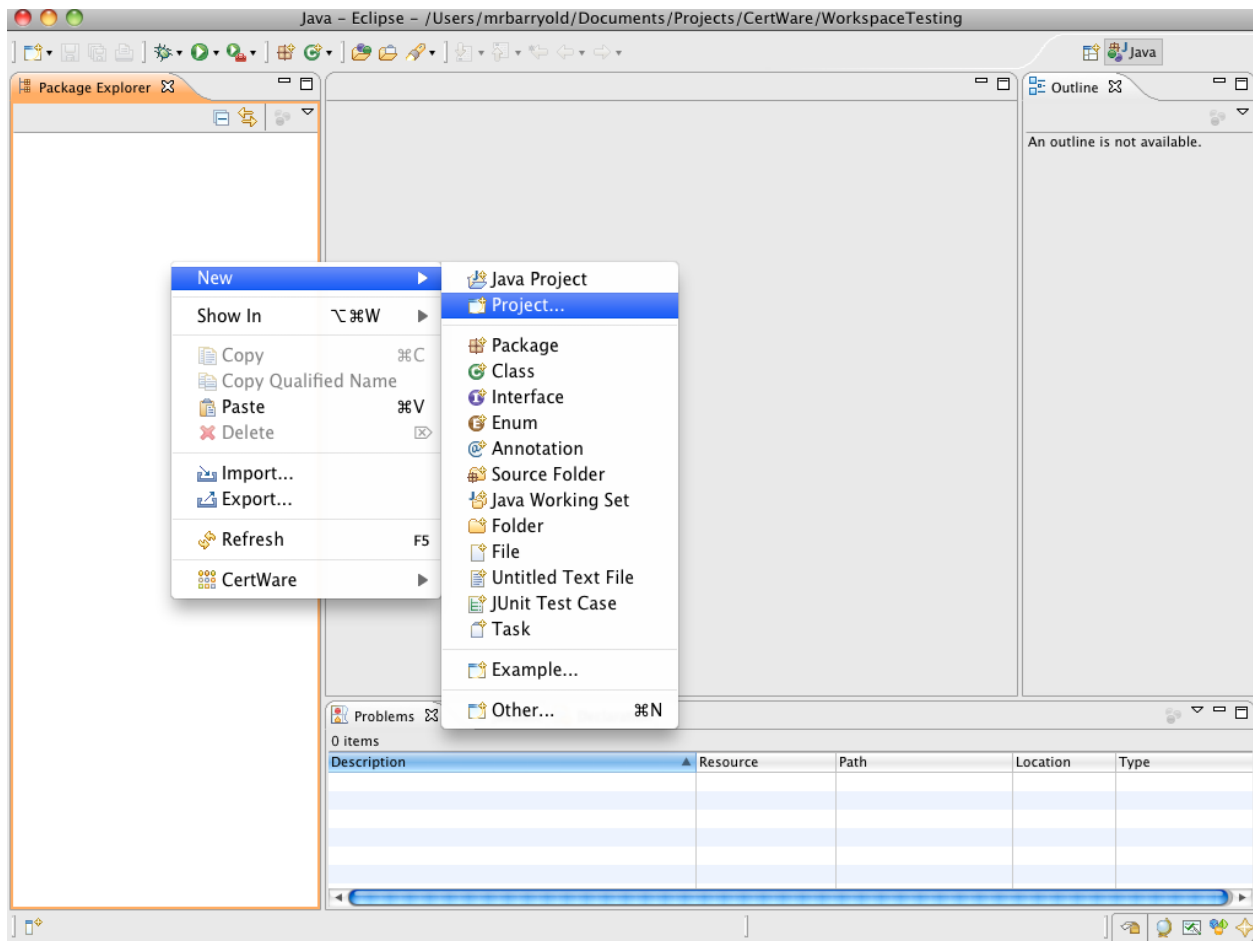 Java – Eclipse – /Users/mrbarryold/Documents/Projects/CertWare/WorkspaceTesting
Java
Package Explorer
Outline
An outline is not available.
New
Show In ⌥⌘W
Copy ⌘C
Copy Qualified Name
Paste ⌘V
Delete
Import...
Export...
Refresh F5
CertWare
Java Project
Project...
Package
Class
Interface
Enum
Annotation
Source Folder
Java Working Set
Folder
File
Untitled Text File
JUnit Test Case
Task
Example...
Other... ⌘N
Problems
0 items
Description Resource Path Location Type